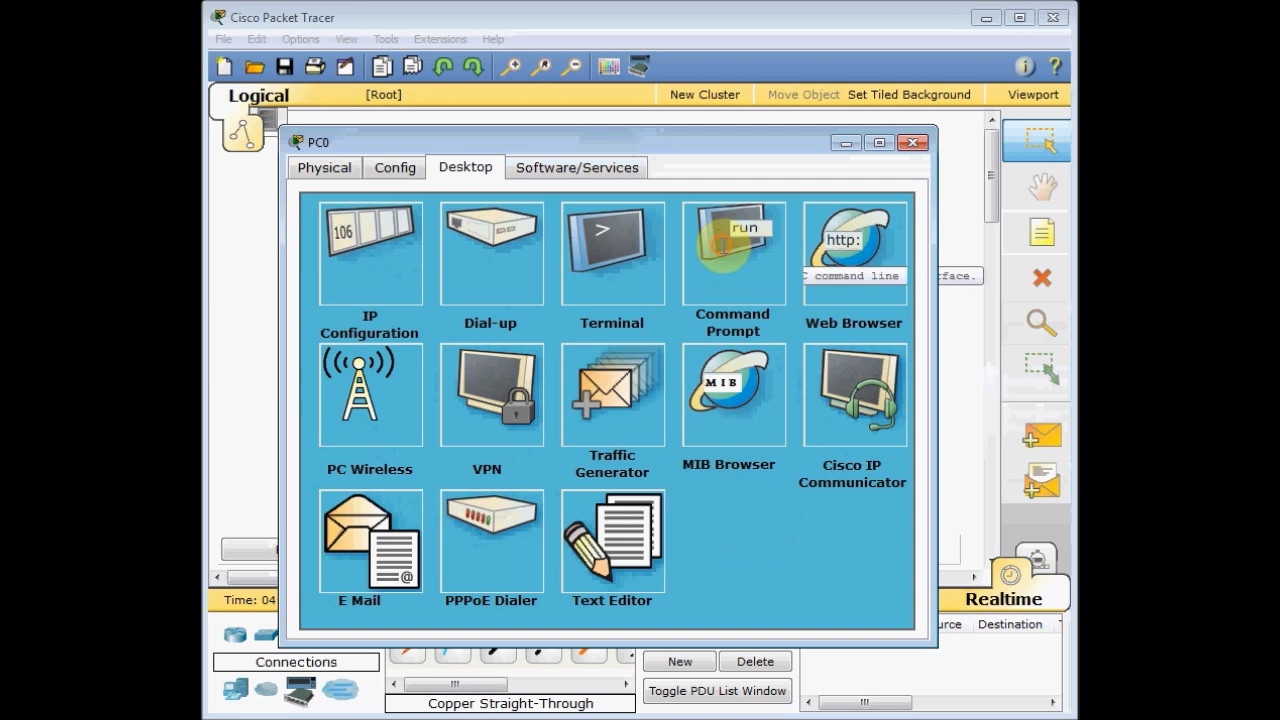 Cisco Packet Tracer
File Edit Options View Tools Extensions Help
Logical [Root] New Cluster Move Object Set Tiled Background Viewport
PC0
Physical Config Desktop Software/Services
106
>
run
http:
command line
face.
IP Configuration
Dial-up
Terminal
Command Prompt
Web Browser
MIB
PC Wireless
VPN
Traffic Generator
MIB Browser
Cisco IP Communicator
@
E Mail
PPPoE Dialer
Text Editor
Time: 04
Realtime
Destination
Connections
New Delete
Toggle PDU List Window
Copper Straight-Through